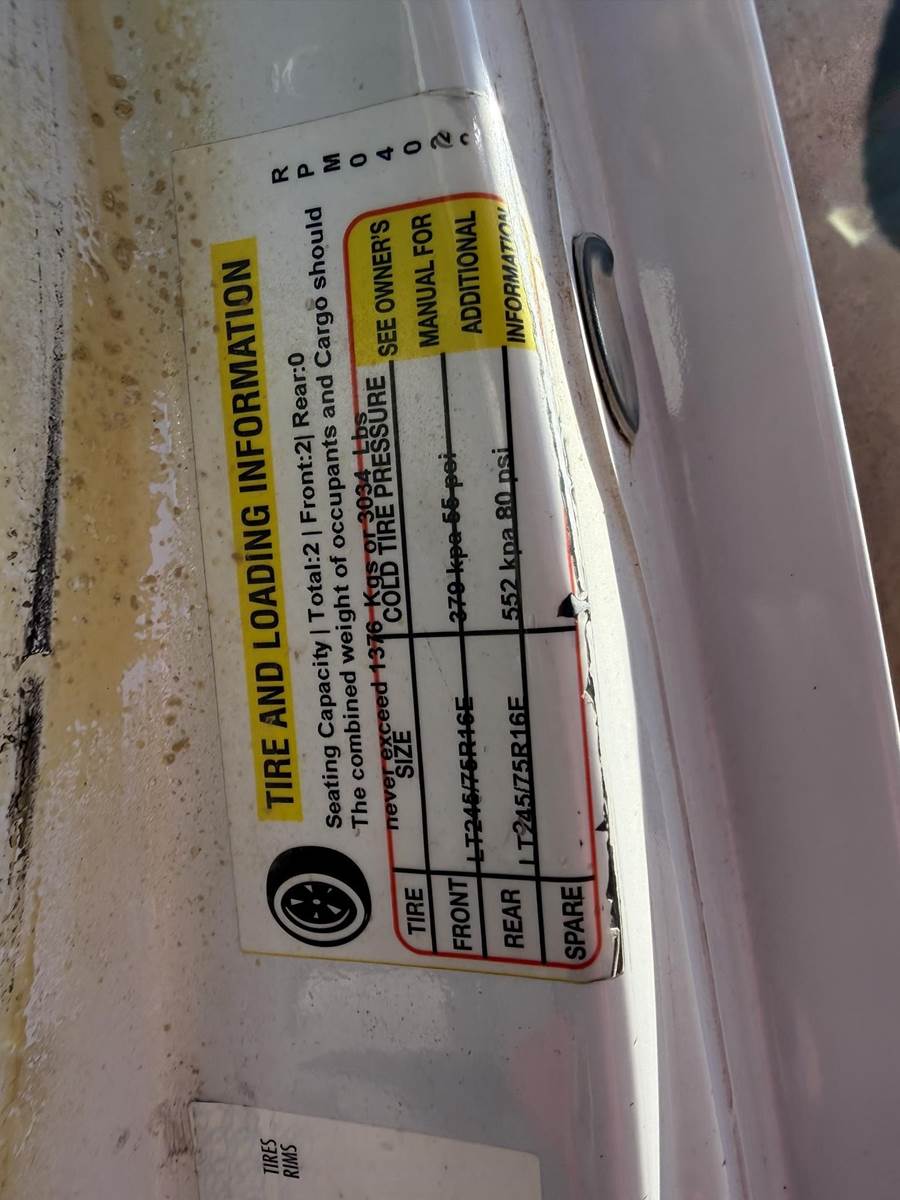 TIRE AND LOADING INFORMATION
Seating Capacity | Total:2 | Front:2| Rear:0
The combined weight of occupants and Cargo should
never exceed 1376 Kgs or 3034 Lbs
TIRE SIZE COLD TIRE PRESSURE SEE OWNER'S
FRONT LT245/75R16E 379 kpa 55 psi MANUAL FOR
REAR LT245/75R16E 552 kpa 80 psi ADDITIONAL
SPARE INFORMATION
R
P
M
0
4
0
2
TIRES
RIMS